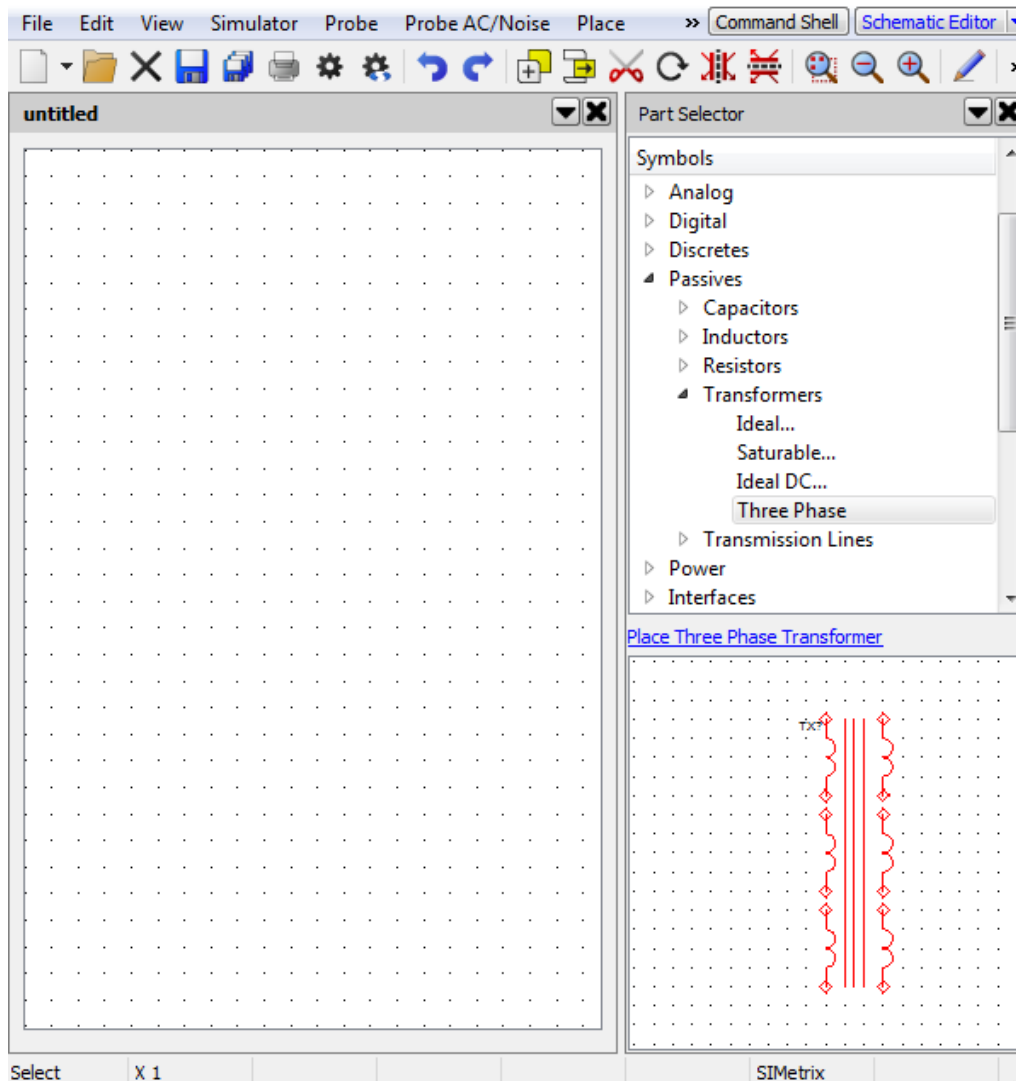 File Edit View Simulator Probe Probe AC/Noise Place » Command Shell Schematic Editor
untitled
Part Selector
Symbols
Analog
Digital
Discretes
Passives
Capacitors
Inductors
Resistors
Transformers
Ideal...
Saturable...
Ideal DC...
Three Phase
Transmission Lines
Power
Interfaces
Place Three Phase Transformer
TX?
Select X 1 SIMetrix